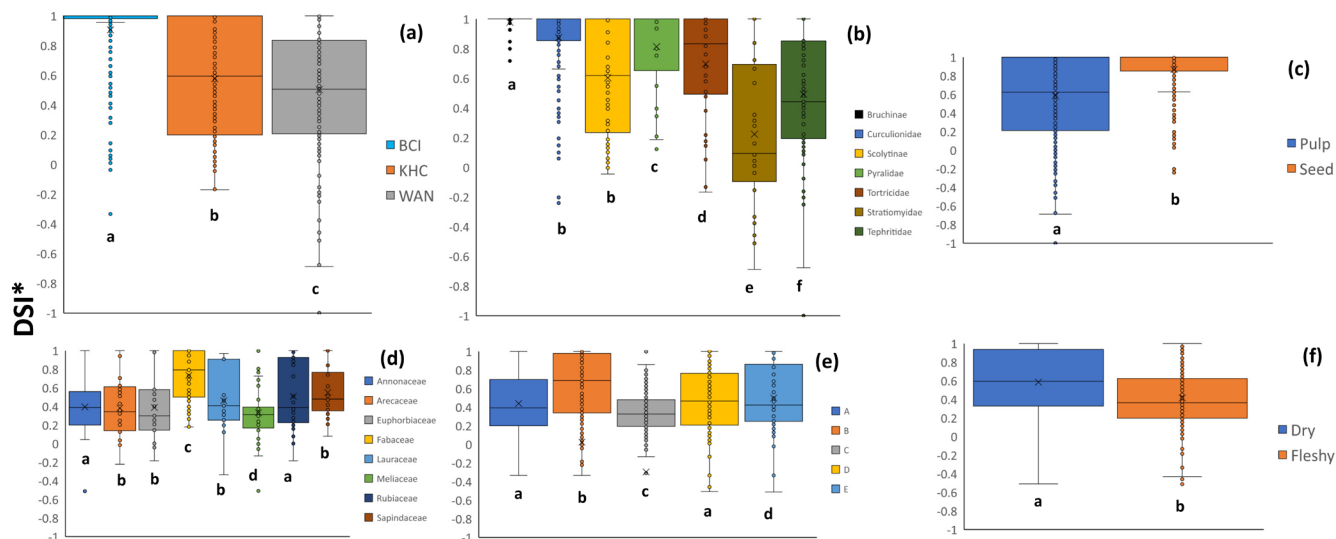 DSI*
1
0.8
0.6
0.4
0.2
0
-0.2
-0.4
-0.6
-0.8
-1
(a)
BCI
KHC
WAN
a
b
c
1
0.8
0.6
0.4
0.2
0
-0.2
-0.4
-0.6
-0.8
-1
(b)
Bruchinae
Curculionidae
Scolytinae
Pyralidae
Tortricidae
Stratiomyidae
Tephritidae
a
b
b
c
d
e
f
1
0.8
0.6
0.4
0.2
0
-0.2
-0.4
-0.6
-0.8
-1
(c)
Pulp
Seed
a
b
1
0.8
0.6
0.4
0.2
0
-0.2
-0.4
-0.6
-0.8
-1
(d)
Annonaceae
Arecaceae
Euphorbiaceae
Fabaceae
Lauraceae
Meliaceae
Rubiaceae
Sapindaceae
a
b
b
c
b
d
a
b
1
0.8
0.6
0.4
0.2
0
-0.2
-0.4
-0.6
-0.8
-1
(e)
A
B
C
D
E
a
b
c
a
d
1
0.8
0.6
0.4
0.2
0
-0.2
-0.4
-0.6
-0.8
-1
(f)
Dry
Fleshy
a
b